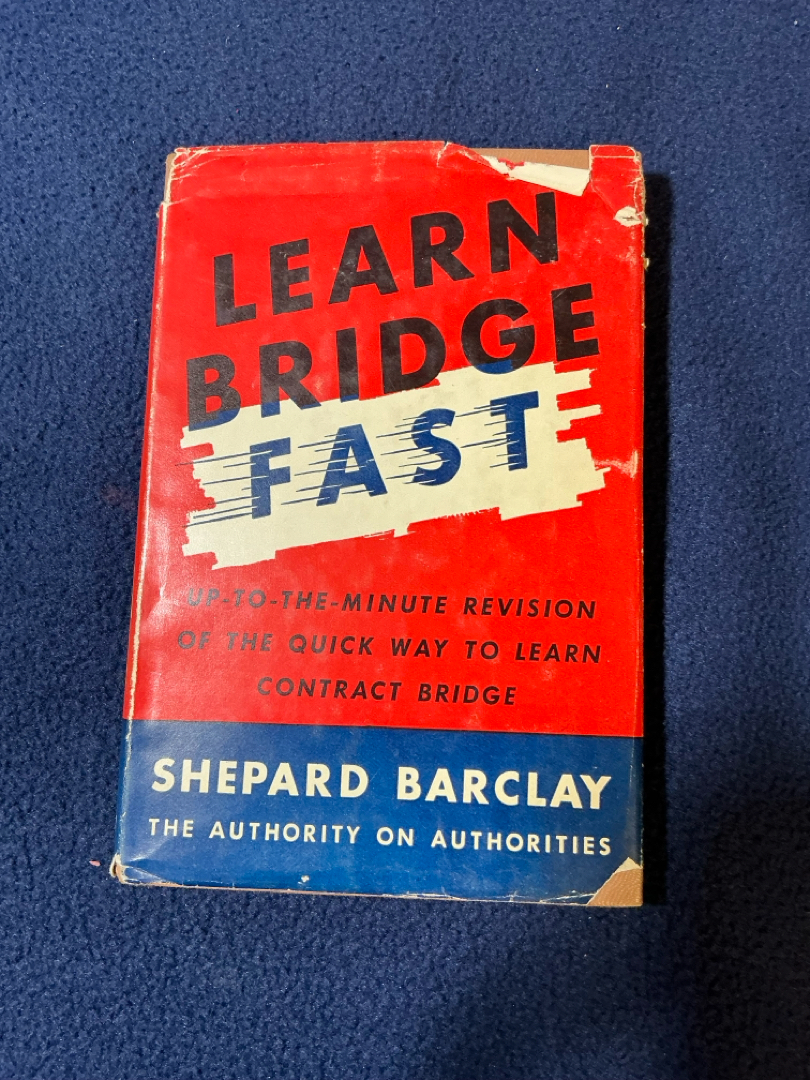 LEARN
BRIDGE
FAST
UP-TO-THE-MINUTE REVISION
OF THE QUICK WAY TO LEARN
CONTRACT BRIDGE
SHEPARD BARCLAY
THE AUTHORITY ON AUTHORITIES